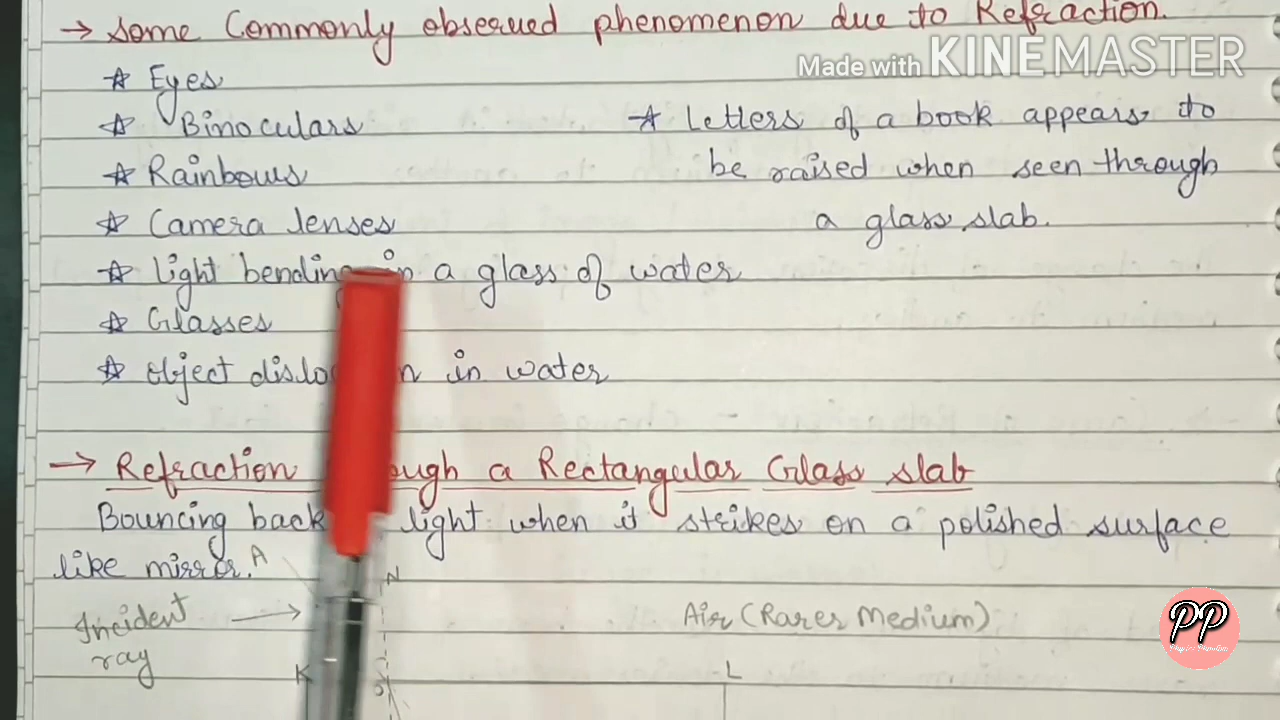 → Some Commonly observed phenomenon due to Refraction.
Made with KINEMASTER
☆ Eyes
☆ Binoculars
☆ Rainbows
☆ Camera lenses
☆ Light bending in a glass of water
☆ Glasses
☆ object dislo n in water
☆ Letters of a book appears to
be raised when seen through
a glass slab.
→ Refraction ough a Rectangular Glass slab
Bouncing back light when it strikes on a polished surface
like mirror. A
N
Incident →
ray
Air (Rarer Medium)
K
O
L
PP